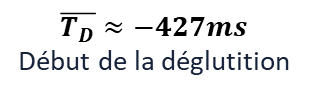 T̅_D ≈ −427ms
Début de la déglutition